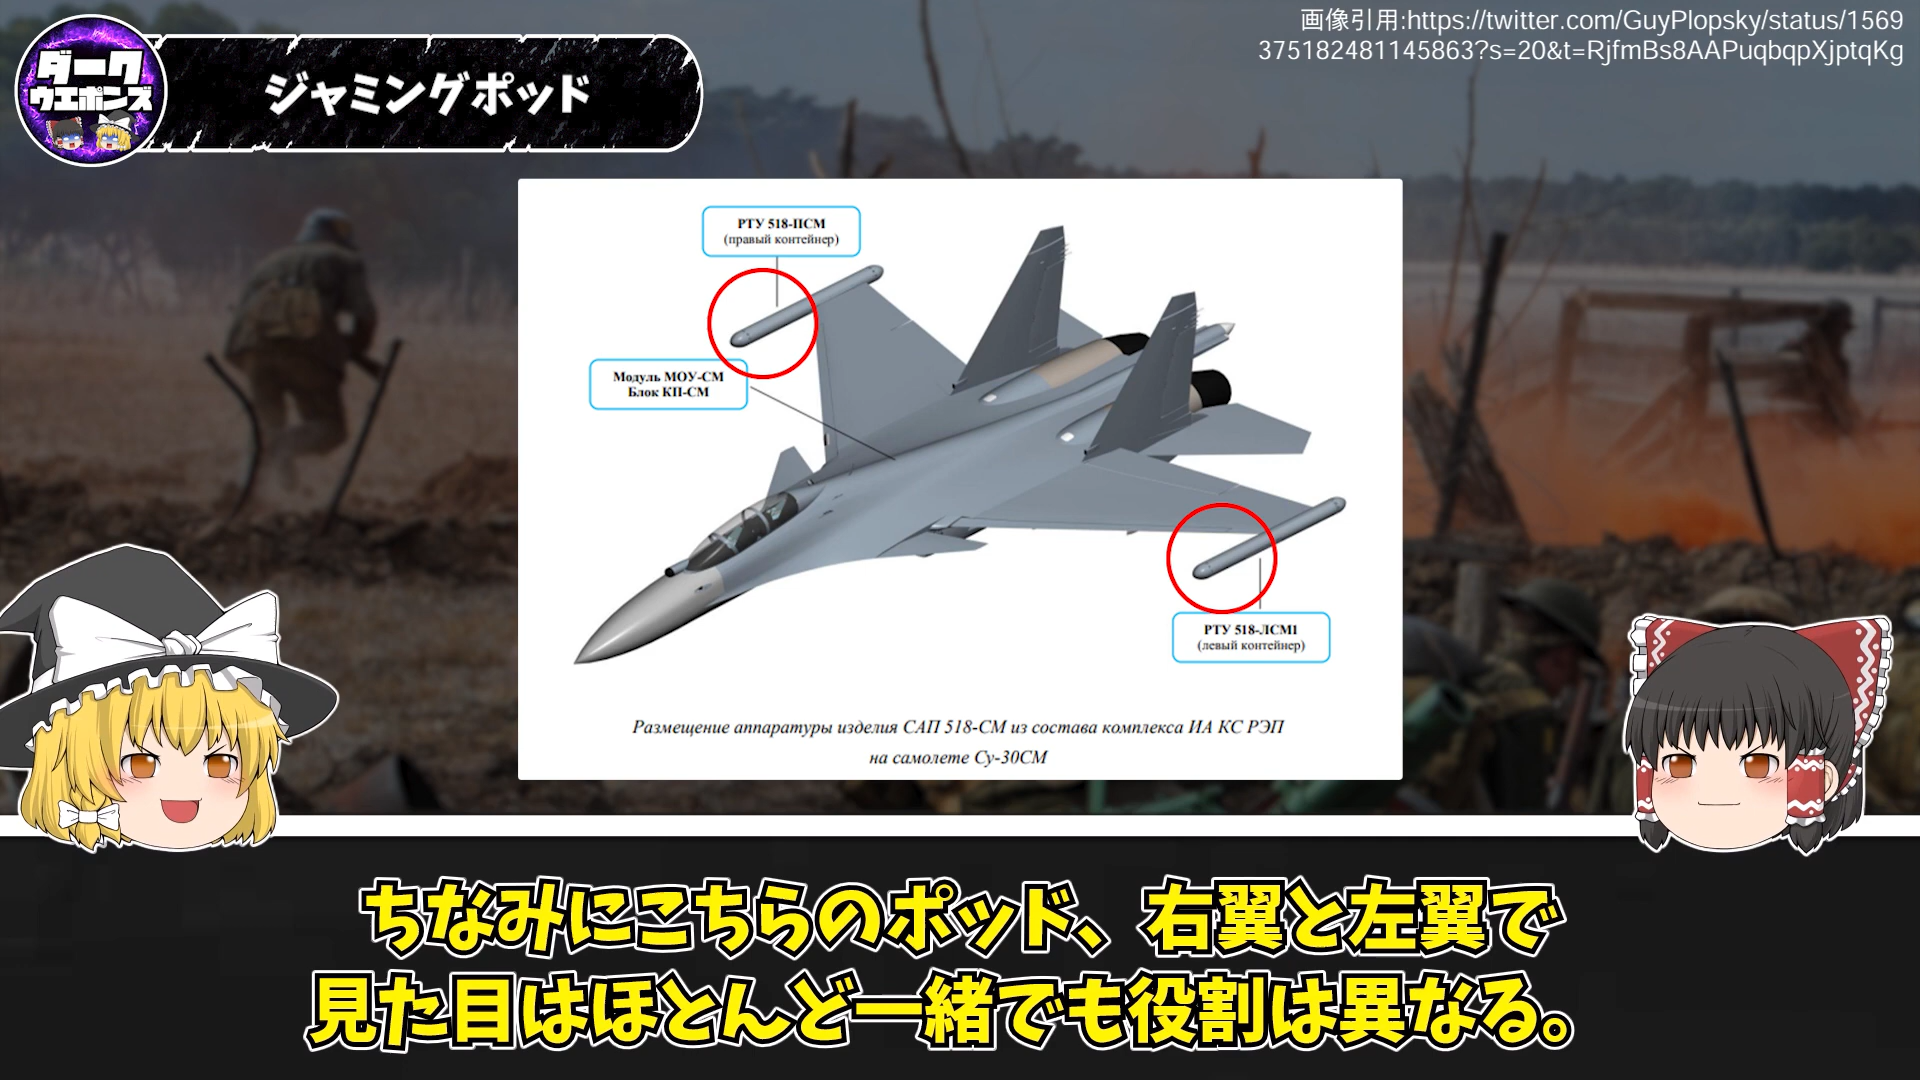 画像引用:https://twitter.com/GuyPlopsky/status/1569
375182481145863?s=20&t=RjfmBs8AAPuqbqpXjptqKg
ダーク
ウエポンズ
ジャミングポッド
РТУ 518-ПСМ
(правый контейнер)
Модуль МОУ-СМ
Блок КП-СМ
РТУ 518-ЛСМ1
(левый контейнер)
Размещение аппаратуры изделия САП 518-СМ из состава комплекса ИА КС РЭП
на самолете Су-30СМ
ちなみにこちらのポッド、右翼と左翼で
見た目はほとんど一緒でも役割は異なる。